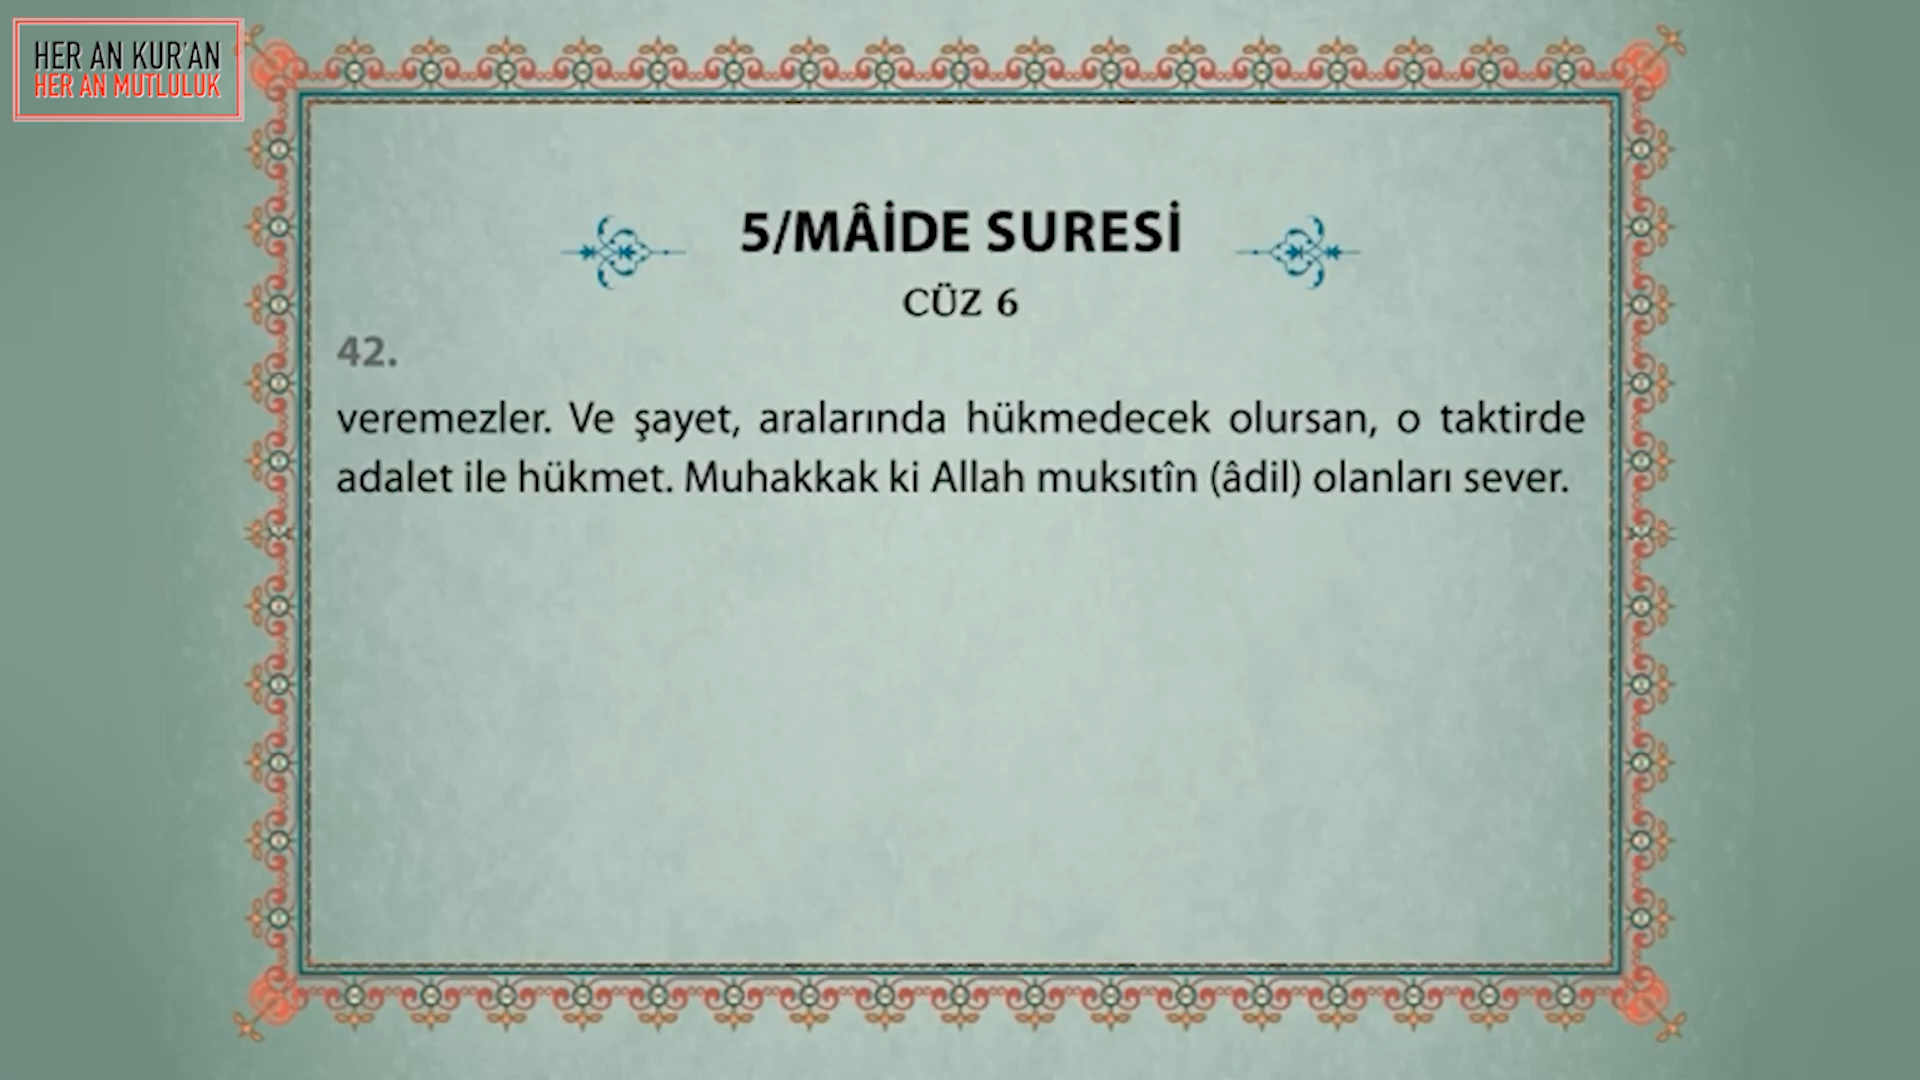 HER AN KUR'AN
HER AN MUTLULUK
5/MÂİDE SURESİ
CÜZ 6
42.
veremezler. Ve şayet, aralarında hükmedecek olursan, o taktirde
adalet ile hükmet. Muhakkak ki Allah muksıtîn (âdil) olanları sever.